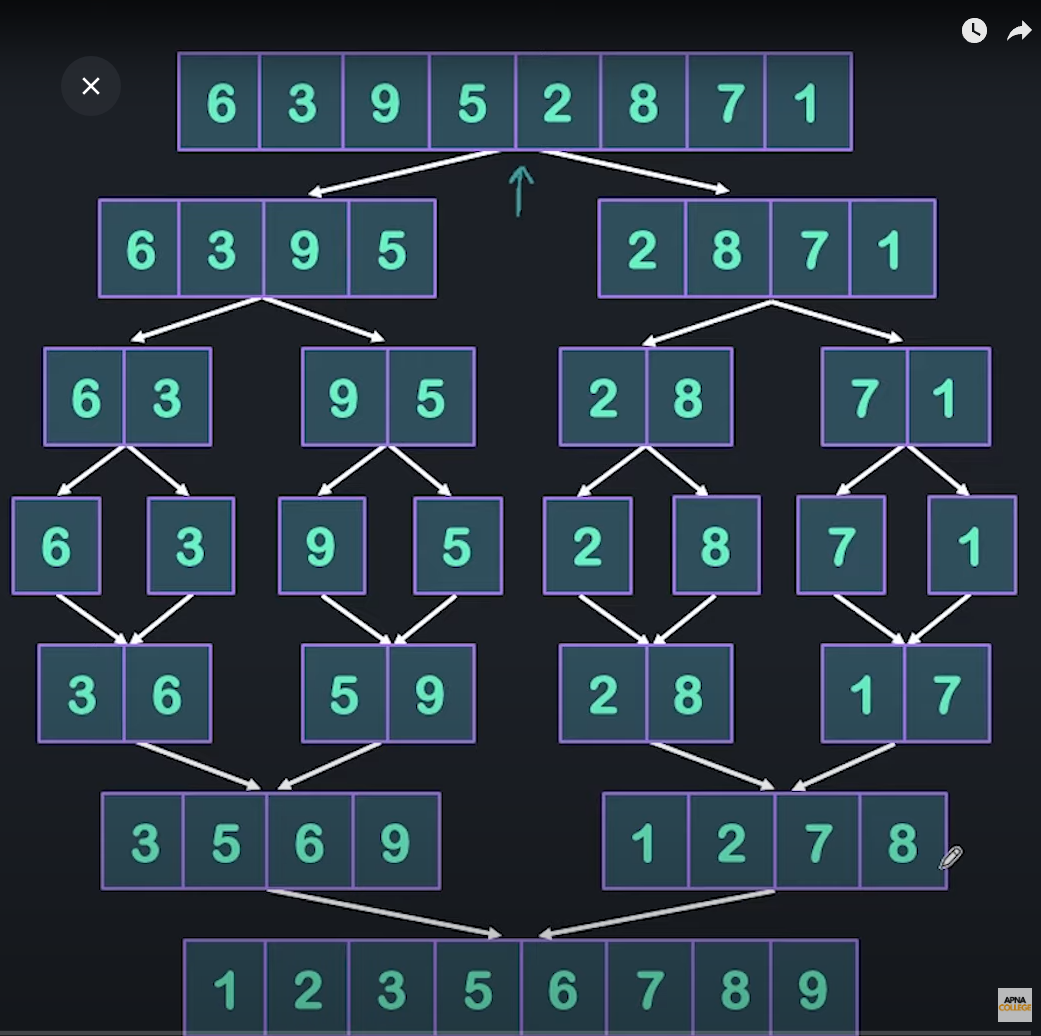 6 3 9 5 2 8 7 1
6 3 9 5 2 8 7 1
6 3 9 5 2 8 7 1
6 3 9 5 2 8 7 1
3 6 5 9 2 8 1 7
3 5 6 9 1 2 7 8
1 2 3 5 6 7 8 9
APNA
COLLEGE